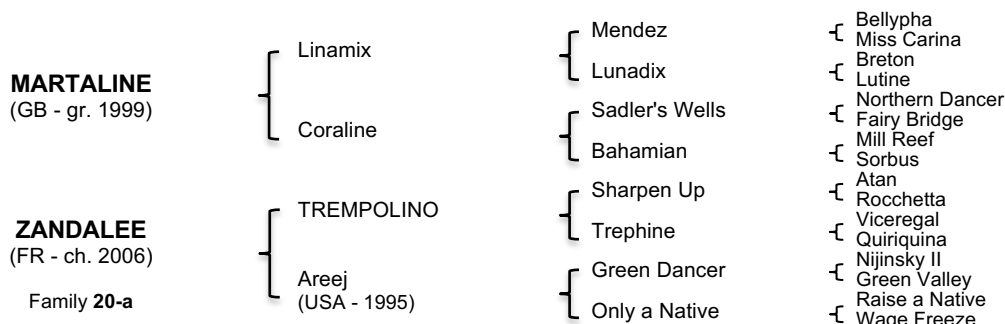 MARTALINE
(GB - gr. 1999)
Linamix
Coraline
Mendez
Lunadix
Sadler's Wells
Bahamian
Bellypha
Miss Carina
Breton
Lutine
Northern Dancer
Fairy Bridge
Mill Reef
Sorbus
ZANDALEE
(FR - ch. 2006)
Family 20-a
TREMPOLINO
Areej
(USA - 1995)
Sharpen Up
Trephine
Green Dancer
Only a Native
Atan
Rocchetta
Viceregal
Quiriquina
Nijinsky II
Green Valley
Raise a Native
Wage Freeze